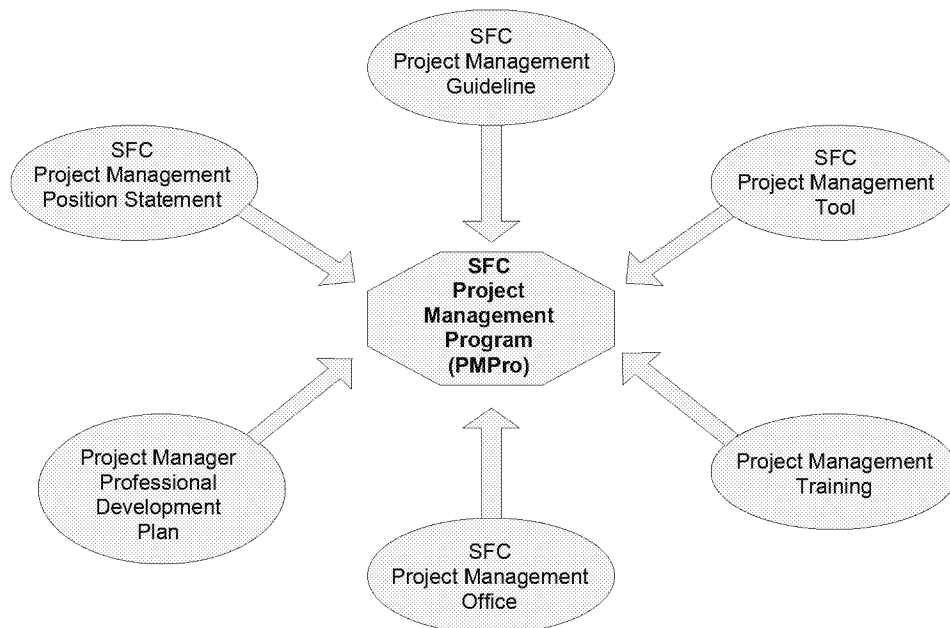 SFC
Project Management
Guideline
SFC
Project Management
Position Statement
SFC
Project Management
Tool
SFC
Project
Management
Program
(PMPro)
Project Manager
Professional
Development
Plan
Project Management
Training
SFC
Project Management
Office